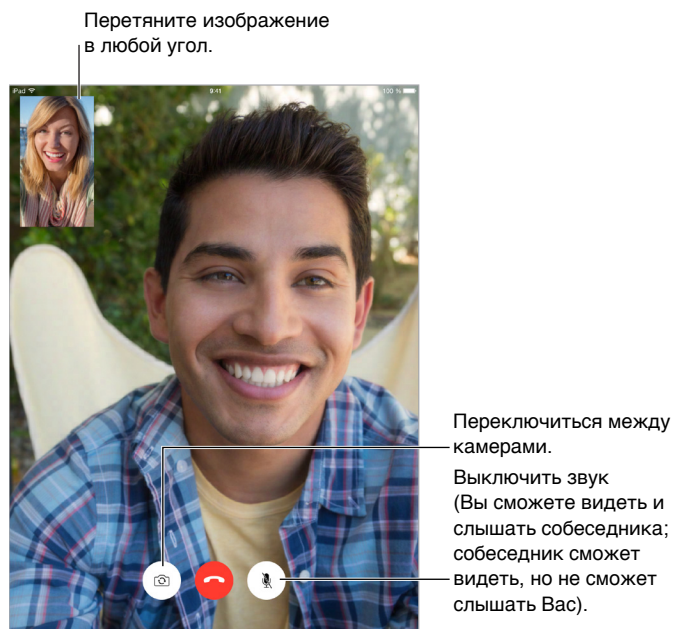 Перетяните изображение
в любой угол.
iPad
9:41
100 %
Переключиться между
камерами.
Выключить звук
(Вы сможете видеть и
слышать собеседника;
собеседник сможет
видеть, но не сможет
слышать Вас).